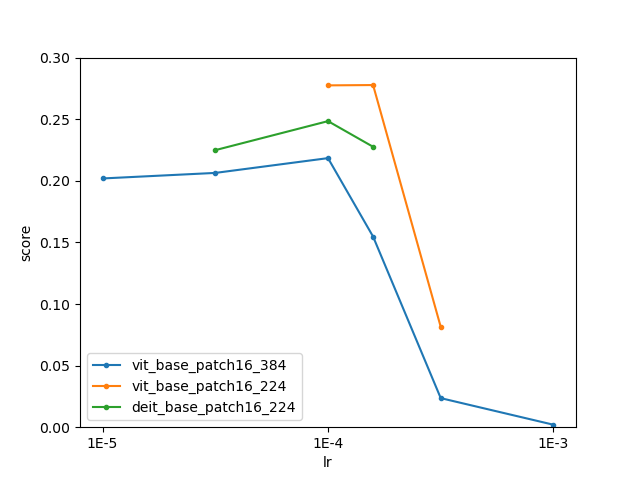 0.30
0.25
0.20
0.15
0.10
0.05
0.00
score
vit_base_patch16_384
vit_base_patch16_224
deit_base_patch16_224
1E-5 1E-4 1E-3
lr